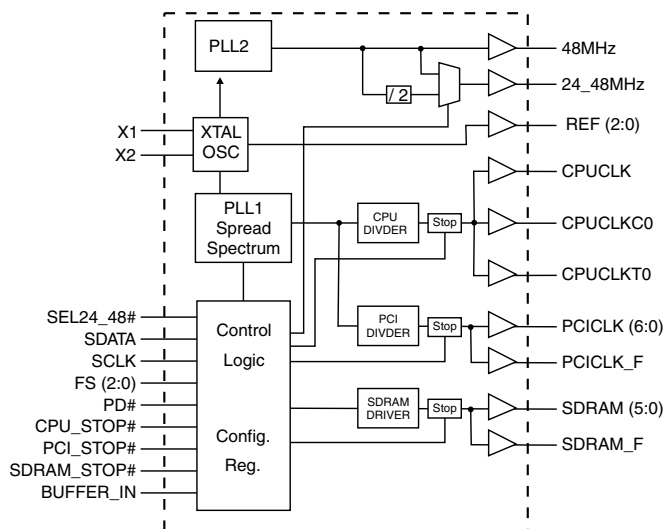 PLL2
48MHz
/ 2
24_48MHz
X1
X2
XTAL
OSC
REF (2:0)
CPUCLK
PLL1
Spread
Spectrum
CPU
DIVDER
Stop
CPUCLKC0
CPUCLKT0
SEL24_48#
SDATA
SCLK
FS (2:0)
PD#
CPU_STOP#
PCI_STOP#
SDRAM_STOP#
BUFFER_IN
Control
Logic
Config.
Reg.
PCI
DIVDER
Stop
PCICLK (6:0)
PCICLK_F
SDRAM
DRIVER
Stop
SDRAM (5:0)
SDRAM_F